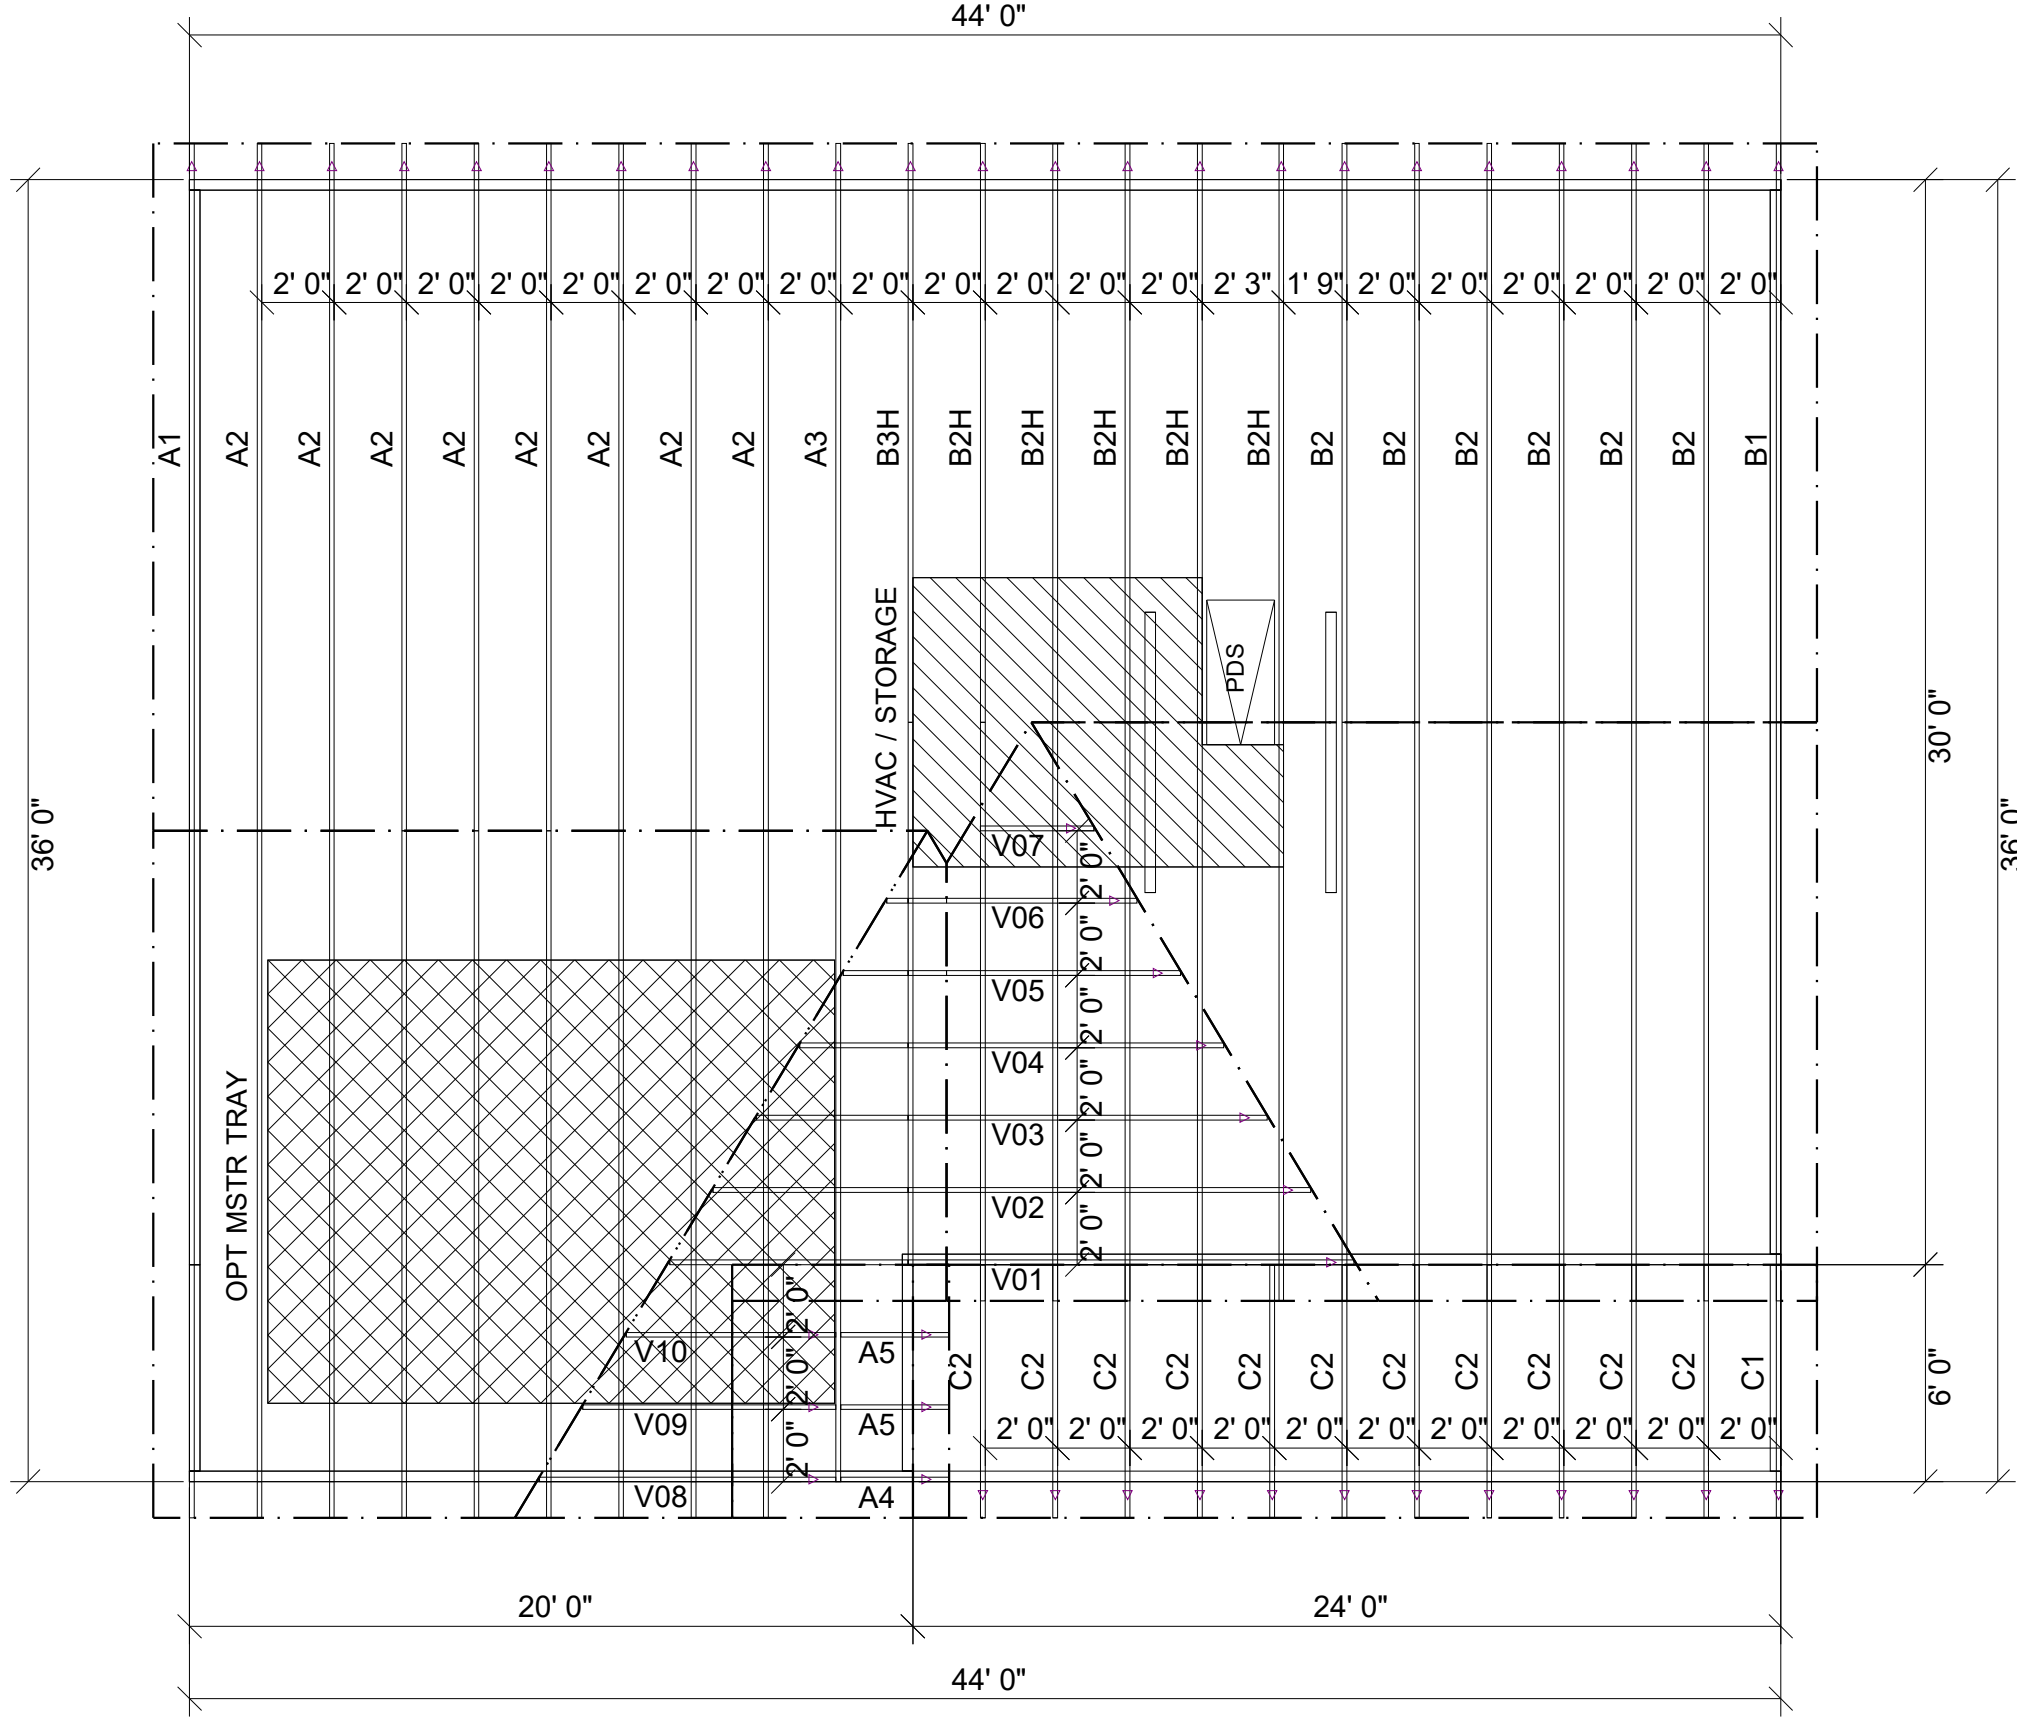 44' 0"
2' 0" 2' 0" 2' 0" 2' 0" 2' 0" 2' 0" 2' 0" 2' 0" 2' 0" 2' 0" 2' 0" 2' 0" 2' 0" 2' 3" 1' 9" 2' 0" 2' 0" 2' 0" 2' 0" 2' 0" 2' 0"
A1 A2 A2 A2 A2 A2 A2 A2 A2 A3 B3H B2H B2H B2H B2H B2H B2 B2 B2 B2 B2 B2 B1
HVAC / STORAGE
PDS
30' 0"
36' 0"
36' 0"
V07
2' 0"
V06
2' 0"
V05
2' 0"
V04
2' 0"
V03
2' 0"
V02
2' 0"
V01
OPT MSTR TRAY
2' 0"
V10 A5
2' 0"
V09 A5
2' 0"
V08 A4
C2 C2 C2 C2 C2 C2 C2 C2 C2 C2 C2 C1
2' 0" 2' 0" 2' 0" 2' 0" 2' 0" 2' 0" 2' 0" 2' 0" 2' 0" 2' 0" 2' 0"
6' 0"
20' 0" 24' 0"
44' 0"